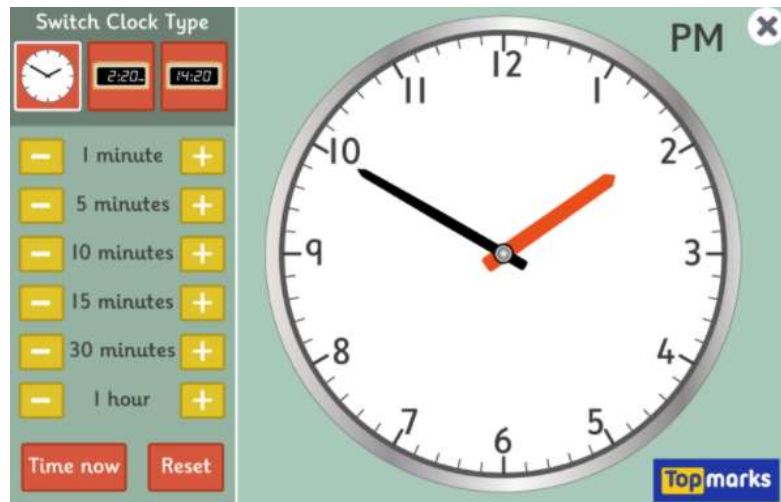 Switch Clock Type
2:20
14:20
1 minute
5 minutes
10 minutes
15 minutes
30 minutes
1 hour
Time now
Reset
PM
12
1
2
3
4
5
6
7
8
9
10
11
Topmarks